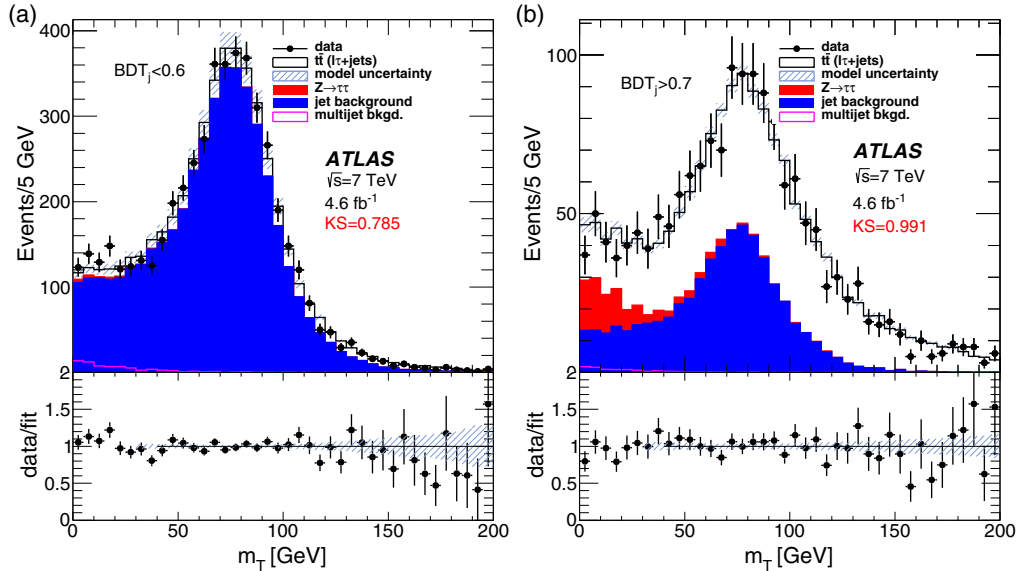 (a)
Events/5 GeV
400
300
200
100
BDTj<0.6
data
tt̄ (lτ+jets)
model uncertainty
Z→ττ
jet background
multijet bkgd.
ATLAS
√s=7 TeV
4.6 fb⁻¹
KS=0.785
data/fit
2
1.5
1
0.5
0
0 50 100 150 200
mT [GeV]
(b)
Events/5 GeV
100
50
BDTj>0.7
data
tt̄ (lτ+jets)
model uncertainty
Z→ττ
jet background
multijet bkgd.
ATLAS
√s=7 TeV
4.6 fb⁻¹
KS=0.991
data/fit
2
1.5
1
0.5
0
0 50 100 150 200
mT [GeV]